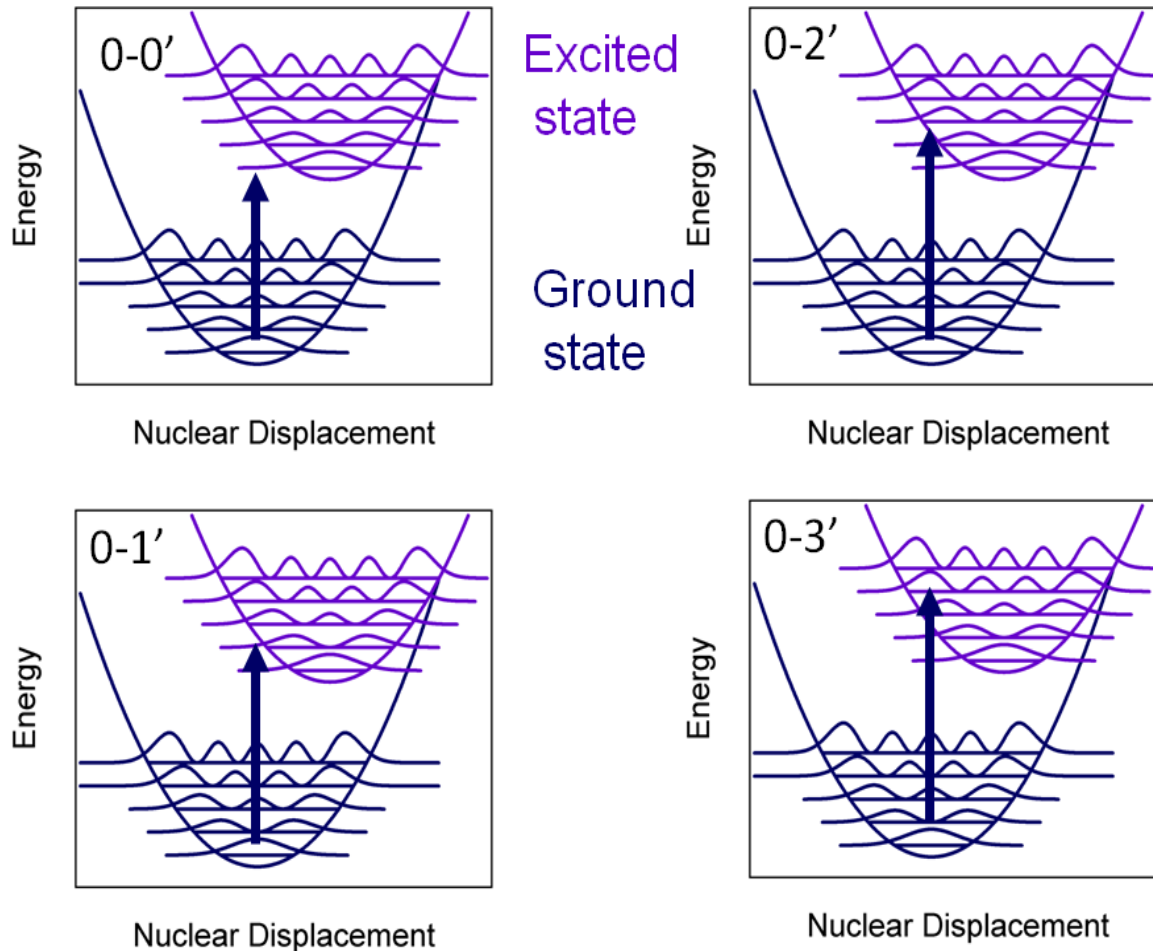 0-0’
Excited
state
0-2’
Energy
Energy
Ground
state
Nuclear Displacement
Nuclear Displacement
0-1’
0-3’
Energy
Energy
Nuclear Displacement
Nuclear Displacement